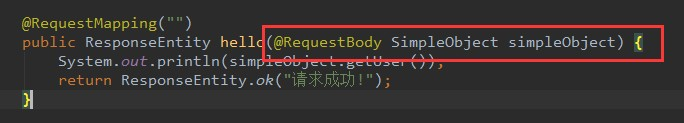 @RequestMapping("")
public ResponseEntity hello(@RequestBody SimpleObject simpleObject) {
System.out.println(simpleObject.getUser());
return ResponseEntity.ok("请求成功!");
}